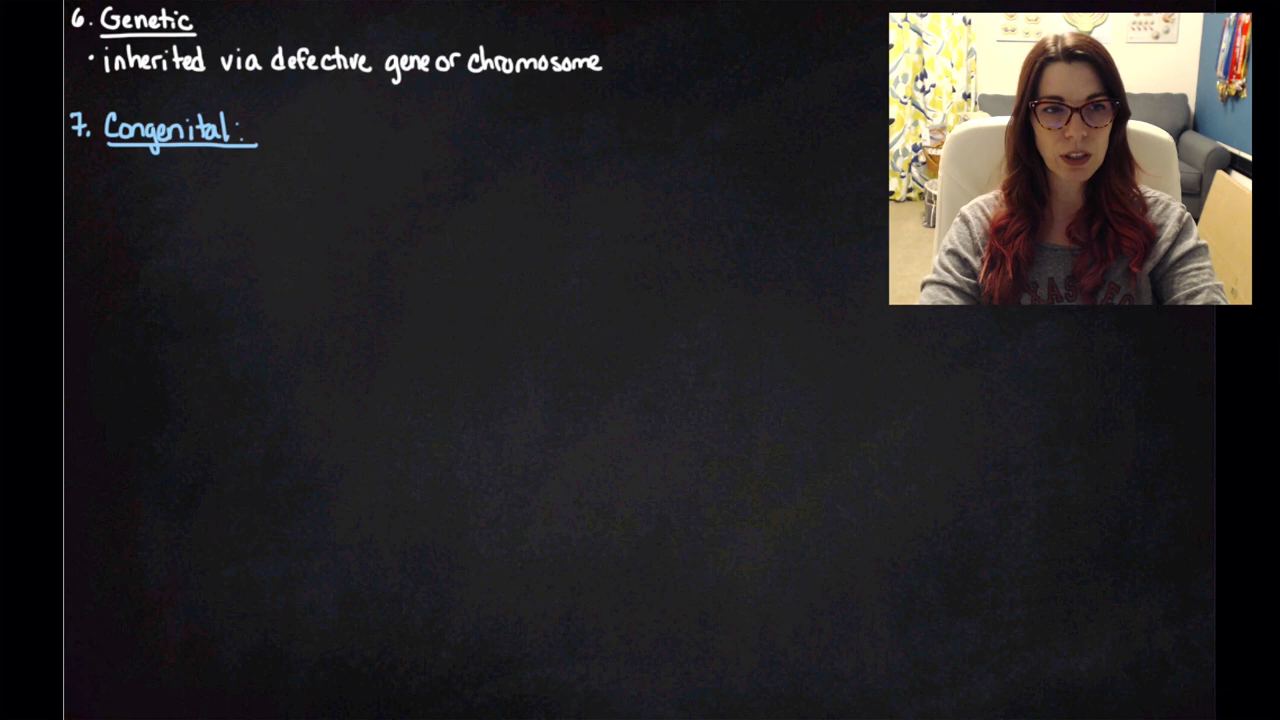 6. Genetic
• inherited via defective gene or chromosome
7. Congenital: